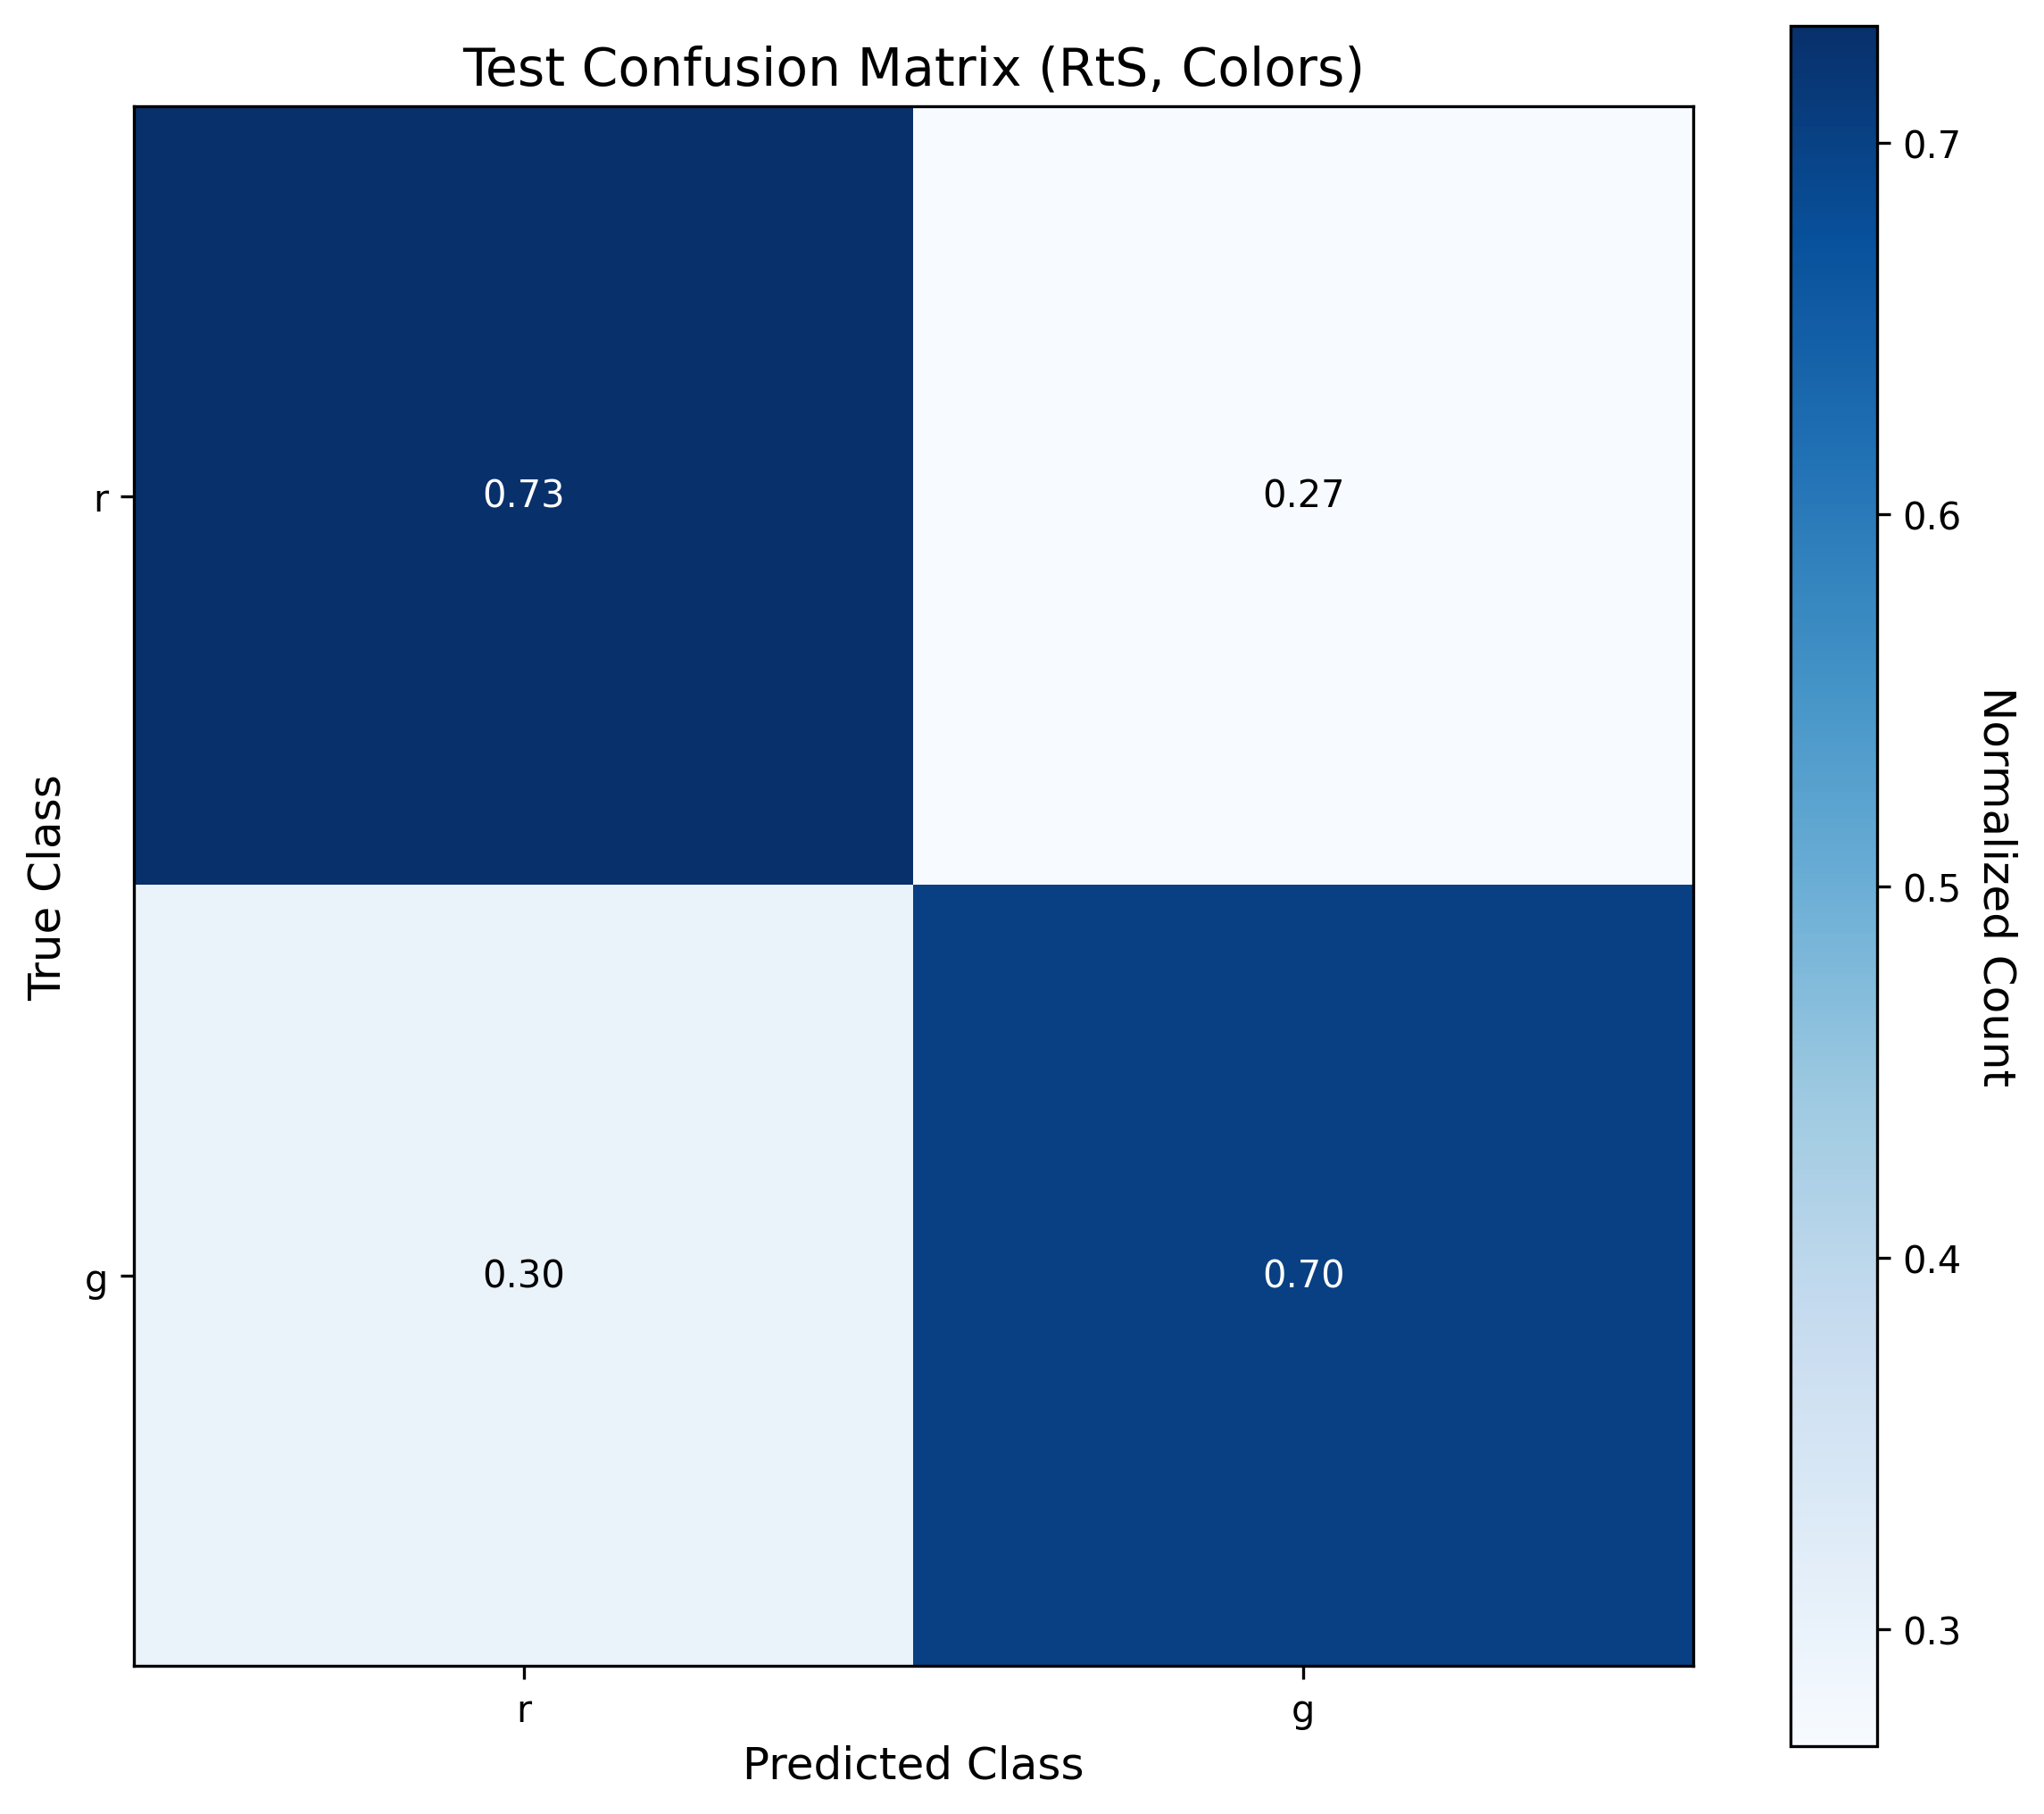 Test Confusion Matrix (RtS, Colors)
True Class
r
g
0.73
0.27
0.30
0.70
r
g
Predicted Class
0.7
0.6
0.5
0.4
0.3
Normalized Count